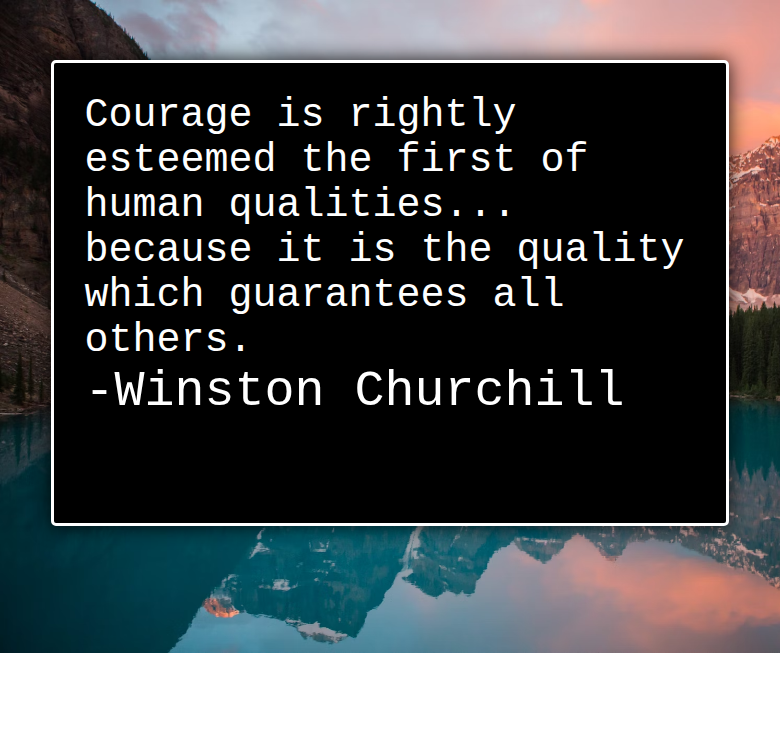 Courage is rightly
esteemed the first of
human qualities...
because it is the quality
which guarantees all
others.
-Winston Churchill